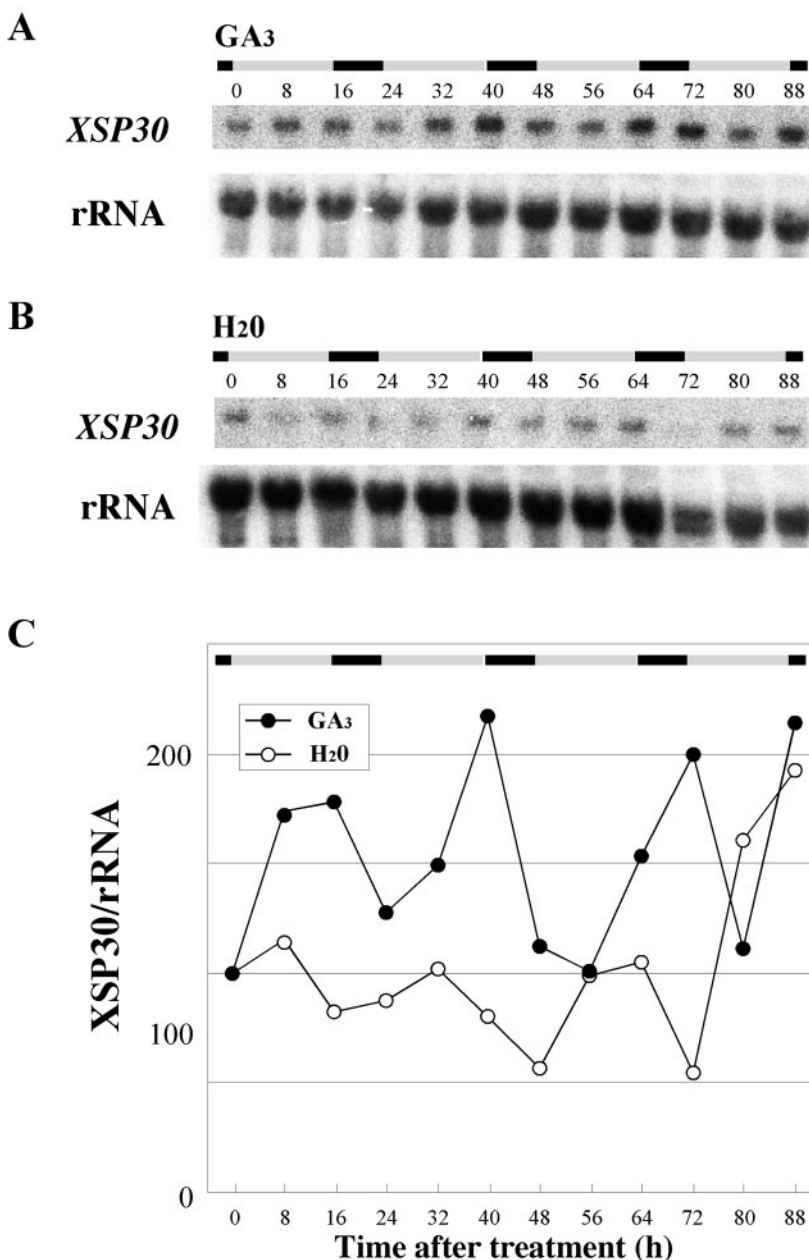 A
GA3
0 8 16 24 32 40 48 56 64 72 80 88
XSP30
rRNA
B
H20
0 8 16 24 32 40 48 56 64 72 80 88
XSP30
rRNA
C
GA3
H20
200
XSP30/rRNA
100
0
0 8 16 24 32 40 48 56 64 72 80 88
Time after treatment (h)